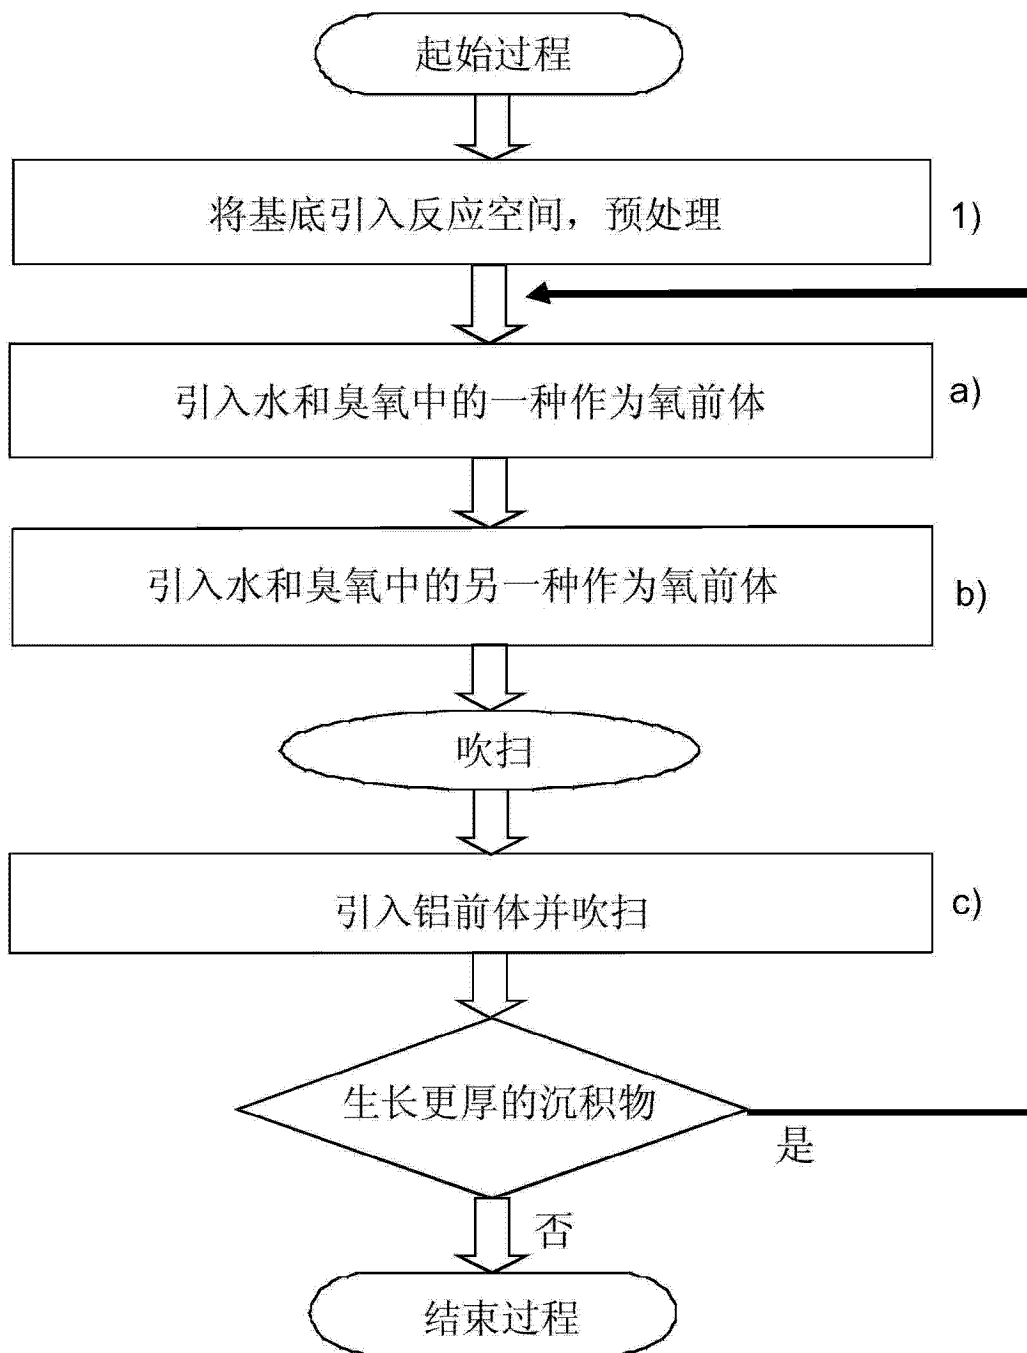 起始过程
将基底引入反应空间，预处理
1)
引入水和臭氧中的一种作为氧前体
a)
引入水和臭氧中的另一种作为氧前体
b)
吹扫
引入铝前体并吹扫
c)
生长更厚的沉积物
是
否
结束过程